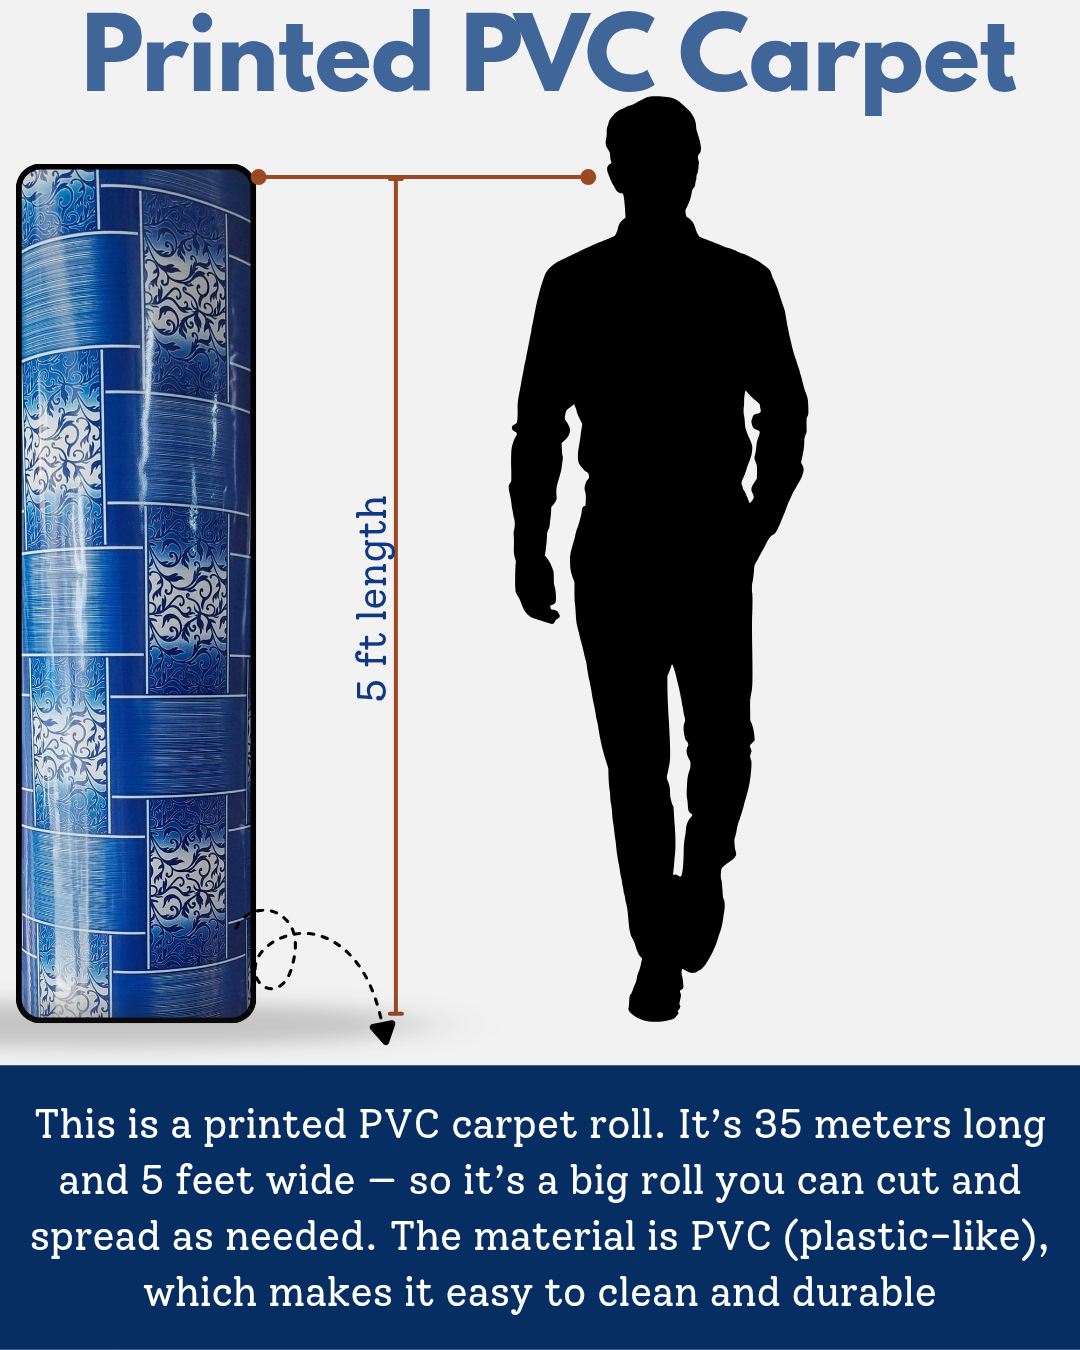 Printed PVC Carpet
5 ft length
This is a printed PVC carpet roll. It’s 35 meters long
and 5 feet wide – so it’s a big roll you can cut and
spread as needed. The material is PVC (plastic-like),
which makes it easy to clean and durable